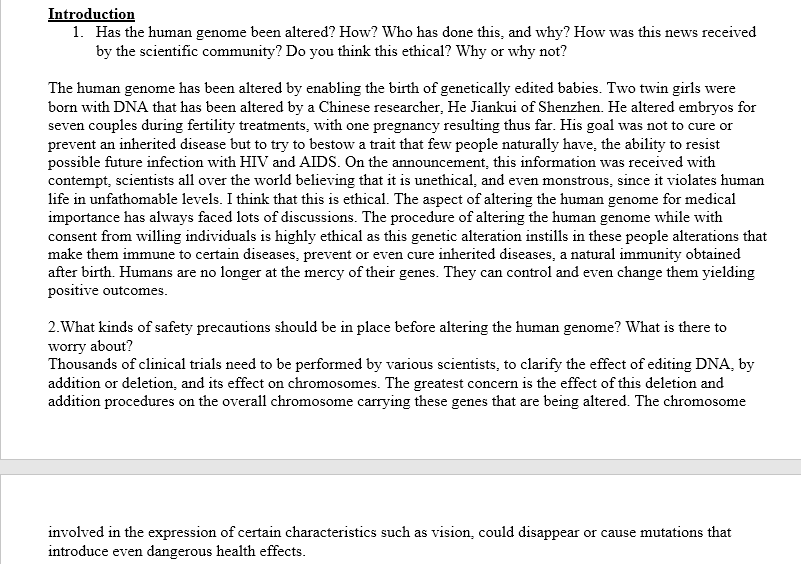 Introduction
1. Has the human genome been altered? How? Who has done this, and why? How was this news received
by the scientific community? Do you think this ethical? Why or why not?
The human genome has been altered by enabling the birth of genetically edited babies. Two twin girls were
born with DNA that has been altered by a Chinese researcher, He Jiankui of Shenzhen. He altered embryos for
seven couples during fertility treatments, with one pregnancy resulting thus far. His goal was not to cure or
prevent an inherited disease but to try to bestow a trait that few people naturally have, the ability to resist
possible future infection with HIV and AIDS. On the announcement, this information was received with
contempt, scientists all over the world believing that it is unethical, and even monstrous, since it violates human
life in unfathomable levels. I think that this is ethical. The aspect of altering the human genome for medical
importance has always faced lots of discussions. The procedure of altering the human genome while with
consent from willing individuals is highly ethical as this genetic alteration instills in these people alterations that
make them immune to certain diseases, prevent or even cure inherited diseases, a natural immunity obtained
after birth. Humans are no longer at the mercy of their genes. They can control and even change them yielding
positive outcomes.
2.What kinds of safety precautions should be in place before altering the human genome? What is there to
worry about?
Thousands of clinical trials need to be performed by various scientists, to clarify the effect of editing DNA, by
addition or deletion, and its effect on chromosomes. The greatest concern is the effect of this deletion and
addition procedures on the overall chromosome carrying these genes that are being altered. The chromosome
involved in the expression of certain characteristics such as vision, could disappear or cause mutations that
introduce even dangerous health effects.